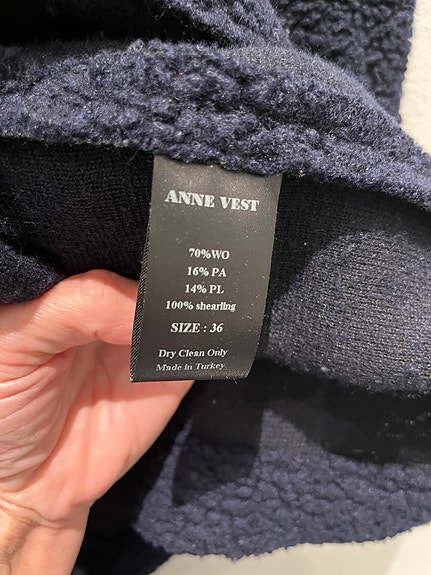 ANNE VEST
70%WO
16% PA
14% PL
100% shearling
SIZE : 36
Dry Clean Only
Made in Turkey